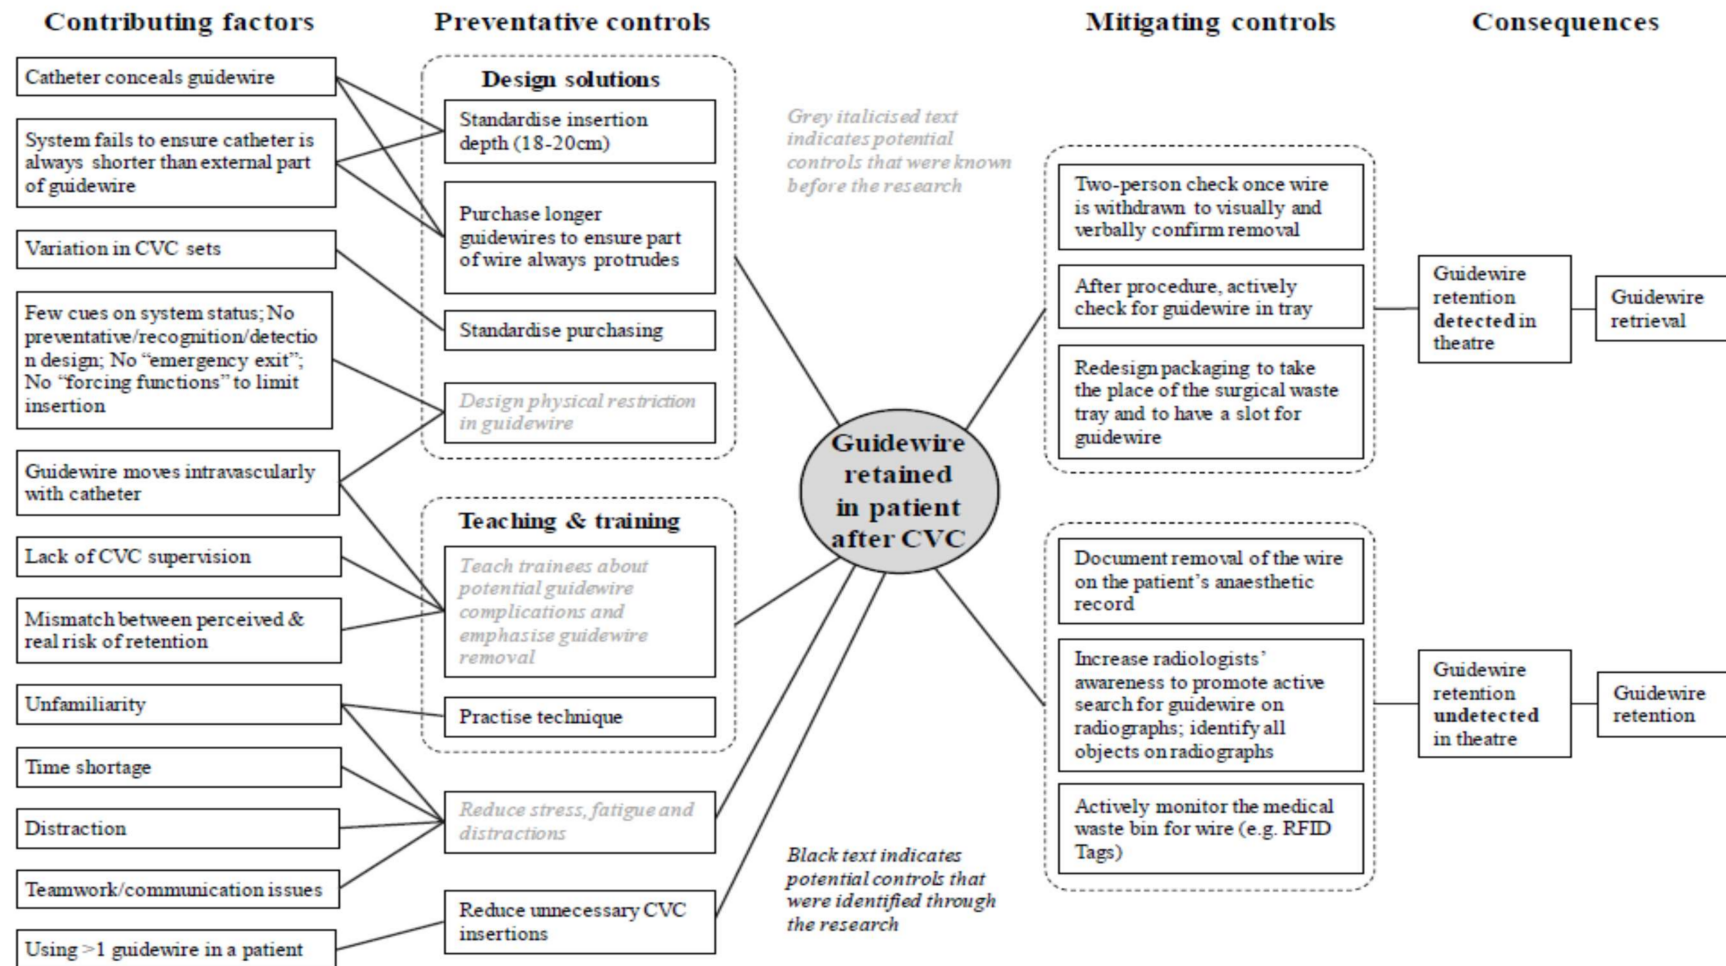 Contributing factors
Preventative controls
Mitigating controls
Consequences
Catheter conceals guidewire
System fails to ensure catheter is
always shorter than external part
of guidewire
Variation in CVC sets
Few cues on system status; No
preventative/recognition/detectio
n design; No “emergency exit”;
No “forcing functions” to limit
insertion
Guidewire moves intravascularly
with catheter
Lack of CVC supervision
Mismatch between perceived &
real risk of retention
Unfamiliarity
Time shortage
Distraction
Teamwork/communication issues
Using >1 guidewire in a patient
Design solutions
Standardise insertion
depth (18-20cm)
Purchase longer
guidewires to ensure part
of wire always protrudes
Standardise purchasing
Design physical restriction
in guidewire
Teaching & training
Teach trainees about
potential guidewire
complications and
emphasise guidewire
removal
Practise technique
Reduce stress, fatigue and
distractions
Reduce unnecessary CVC
insertions
Grey italicised text
indicates potential
controls that were known
before the research
Guidewire
retained
in patient
after CVC
Black text indicates
potential controls that
were identified through
the research
Two-person check once wire
is withdrawn to visually and
verbally confirm removal
After procedure, actively
check for guidewire in tray
Redesign packaging to take
the place of the surgical waste
tray and to have a slot for
guidewire
Document removal of the wire
on the patient’s anaesthetic
record
Increase radiologists’
awareness to promote active
search for guidewire on
radiographs; identify all
objects on radiographs
Actively monitor the medical
waste bin for wire (e.g. RFID
Tags)
Guidewire
retention
detected in
theatre
Guidewire
retrieval
Guidewire
retention
undetected
in theatre
Guidewire
retention